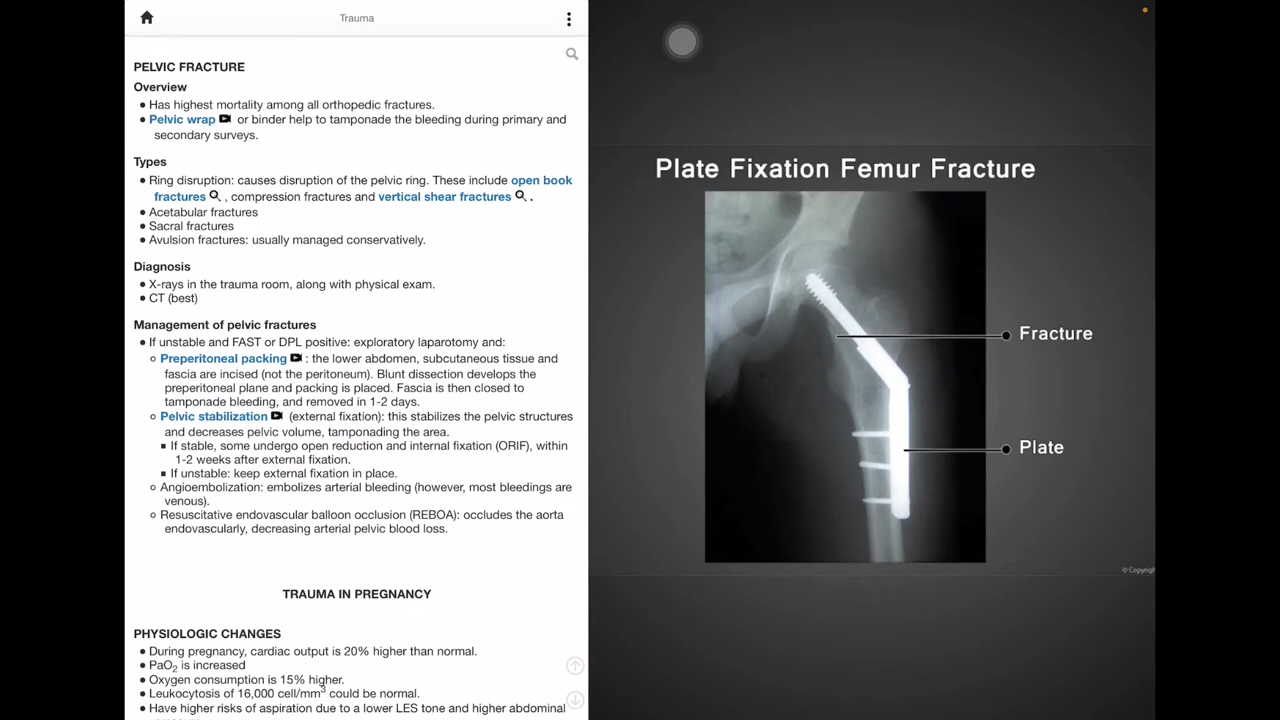 Trauma
PELVIC FRACTURE
Overview
● Has highest mortality among all orthopedic fractures.
● Pelvic wrap or binder help to tamponade the bleeding during primary and
secondary surveys.
Types
● Ring disruption: causes disruption of the pelvic ring. These include open book
fractures , compression fractures and vertical shear fractures .
● Acetabular fractures
● Sacral fractures
● Avulsion fractures: usually managed conservatively.
Diagnosis
● X-rays in the trauma room, along with physical exam.
● CT (best)
Management of pelvic fractures
● If unstable and FAST or DPL positive: exploratory laparotomy and:
○ Preperitoneal packing : the lower abdomen, subcutaneous tissue and
fascia are incised (not the peritoneum). Blunt dissection develops the
preperitoneal plane and packing is placed. Fascia is then closed to
tamponade bleeding, and removed in 1-2 days.
○ Pelvic stabilization (external fixation): this stabilizes the pelvic structures
and decreases pelvic volume, tamponading the area.
■ If stable, some undergo open reduction and internal fixation (ORIF), within
1-2 weeks after external fixation.
■ If unstable: keep external fixation in place.
○ Angioembolization: embolizes arterial bleeding (however, most bleedings are
venous).
○ Resuscitative endovascular balloon occlusion (REBOA): occludes the aorta
endovascularly, decreasing arterial pelvic blood loss.
TRAUMA IN PREGNANCY
PHYSIOLOGIC CHANGES
● During pregnancy, cardiac output is 20% higher than normal.
● PaO2 is increased
● Oxygen consumption is 15% higher.
● Leukocytosis of 16,000 cell/mm3 could be normal.
● Have higher risks of aspiration due to a lower LES tone and higher abdominal
Plate Fixation Femur Fracture
Fracture
Plate
© Copyrigh